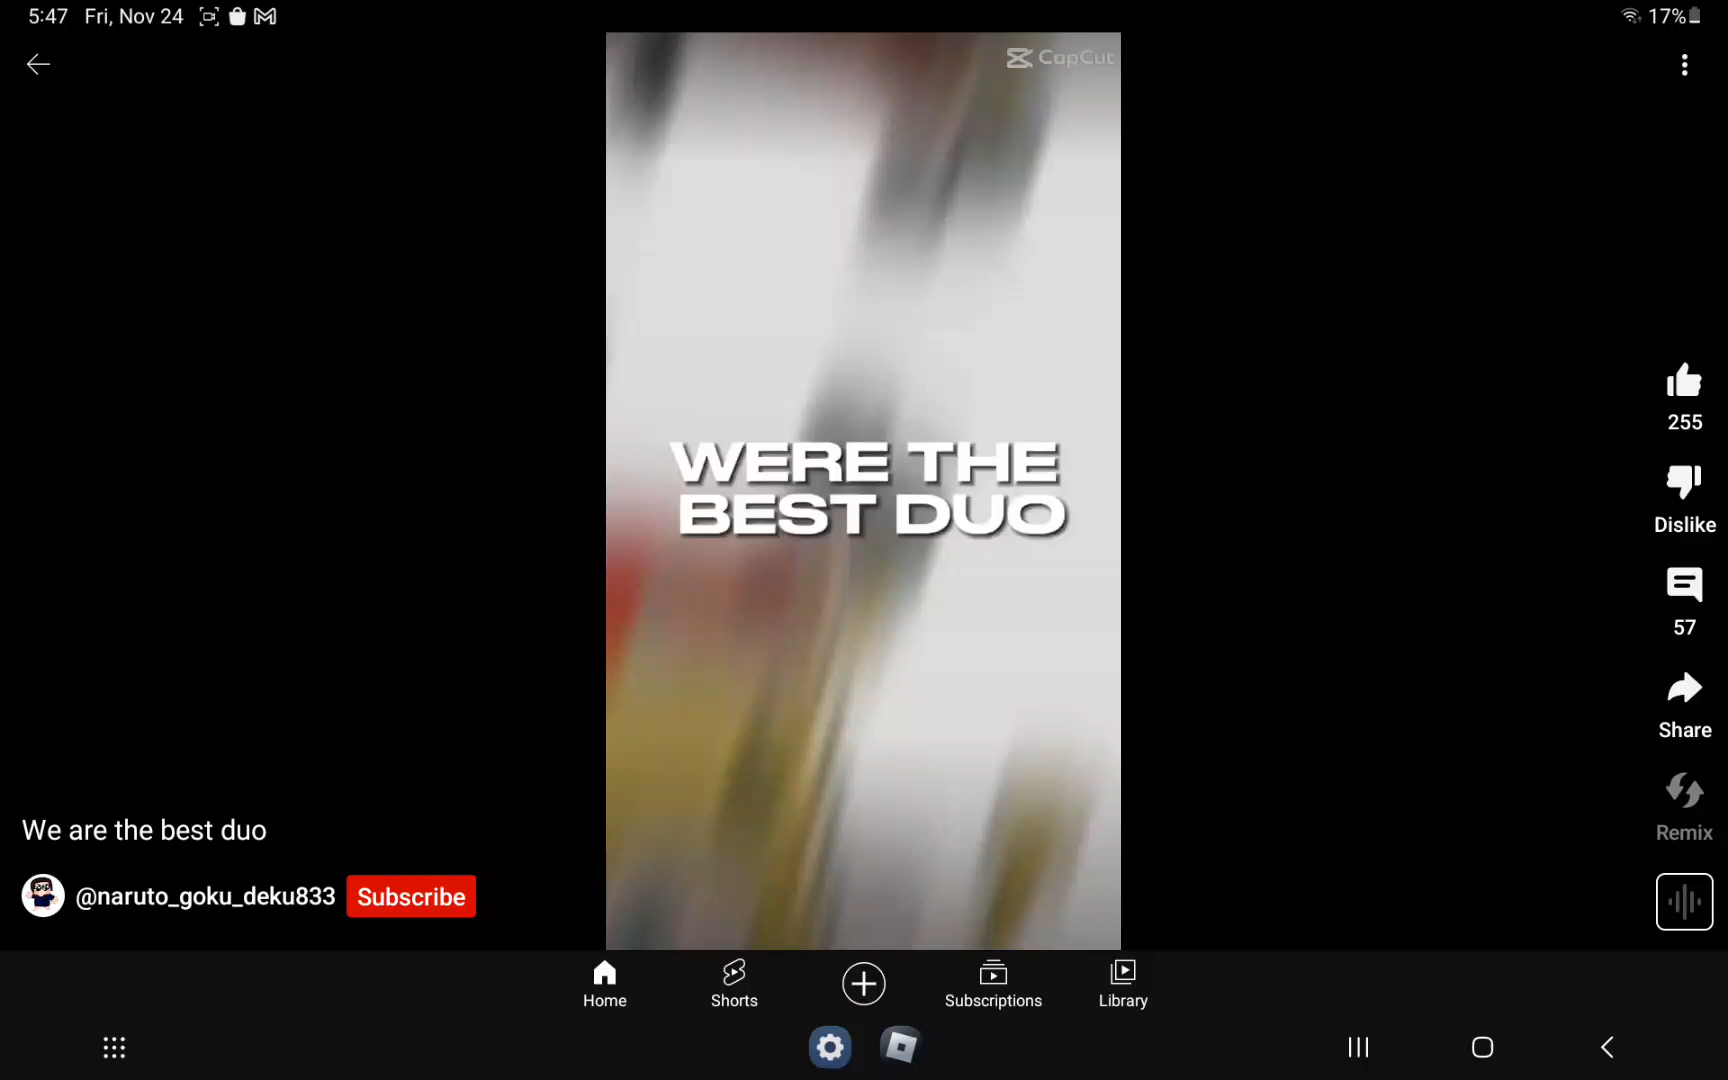 5:47 Fri, Nov 24
17%
CapCut
WERE THE
BEST DUO
255
Dislike
57
Share
Remix
We are the best duo
@naruto_goku_deku833 Subscribe
Home Shorts Subscriptions Library